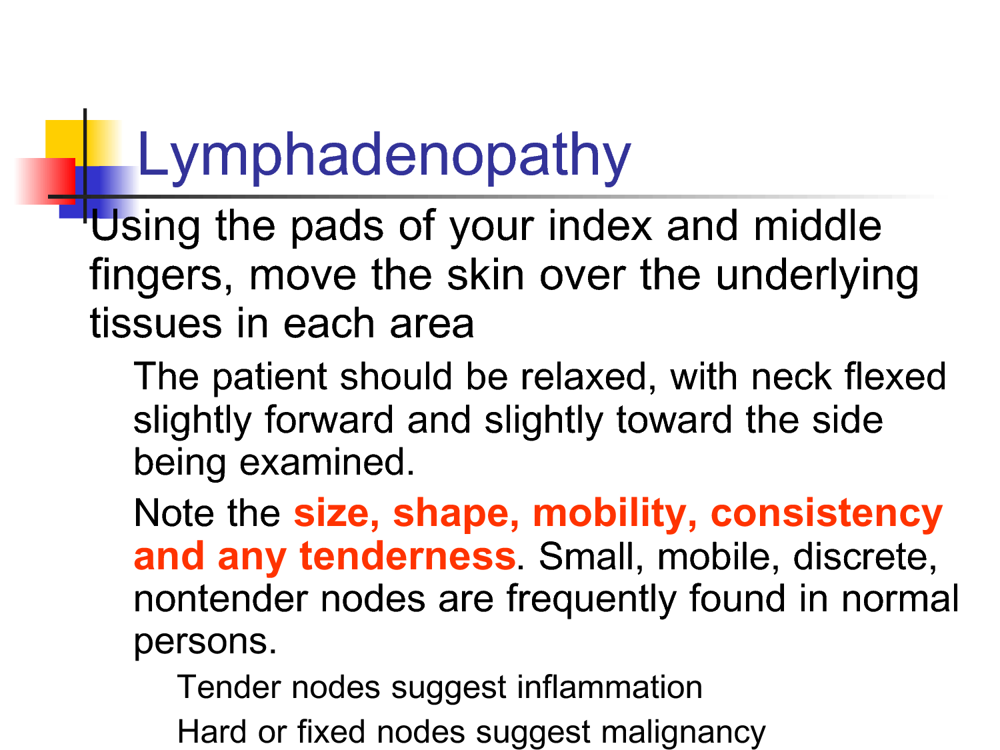 Lymphadenopathy
Using the pads of your index and middle
fingers, move the skin over the underlying
tissues in each area
The patient should be relaxed, with neck flexed
slightly forward and slightly toward the side
being examined.
Note the size, shape, mobility, consistency
and any tenderness. Small, mobile, discrete,
nontender nodes are frequently found in normal
persons.
Tender nodes suggest inflammation
Hard or fixed nodes suggest malignancy